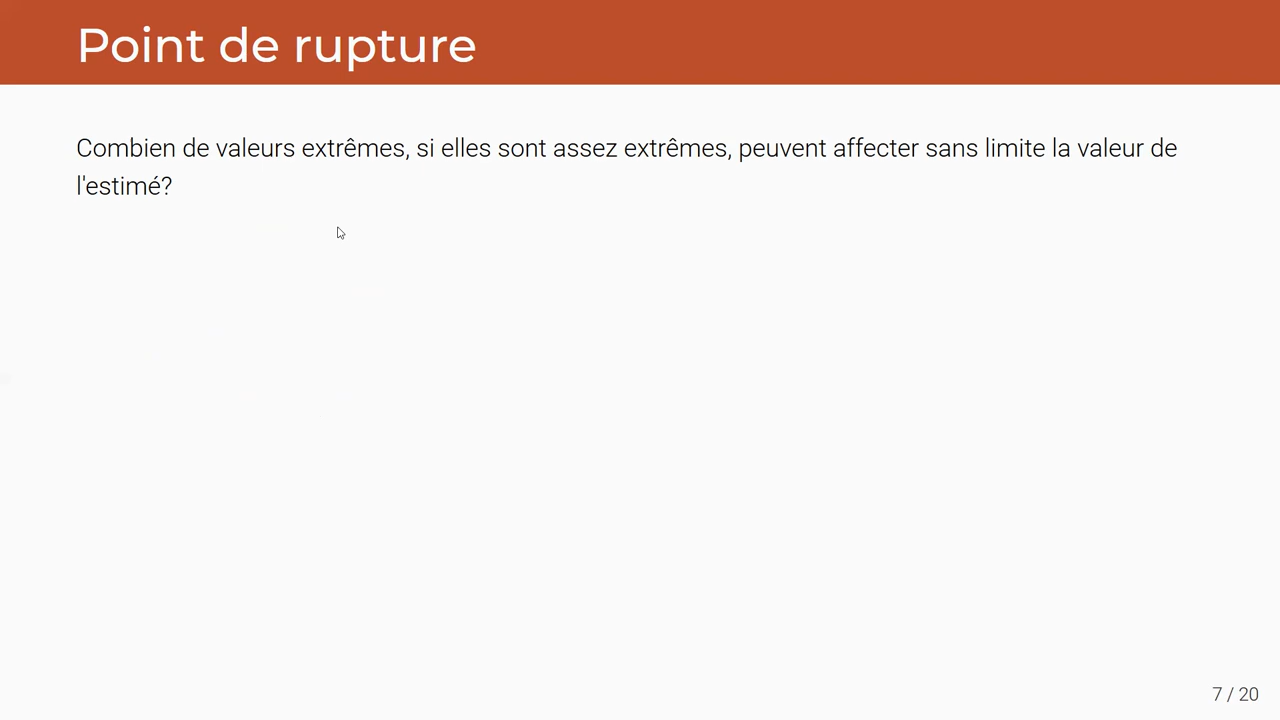 Point de rupture
Combien de valeurs extrêmes, si elles sont assez extrêmes, peuvent affecter sans limite la valeur de
l'estimé?
7 / 20